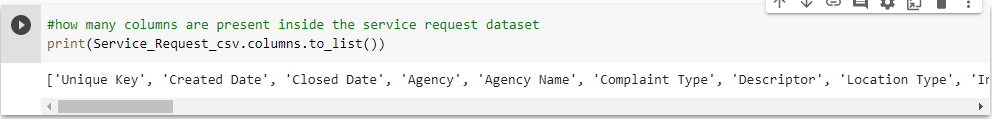 #how many columns are present inside the service request dataset
print(Service_Request_csv.columns.to_list())
['Unique Key', 'Created Date', 'Closed Date', 'Agency', 'Agency Name', 'Complaint Type', 'Descriptor', 'Location Type',